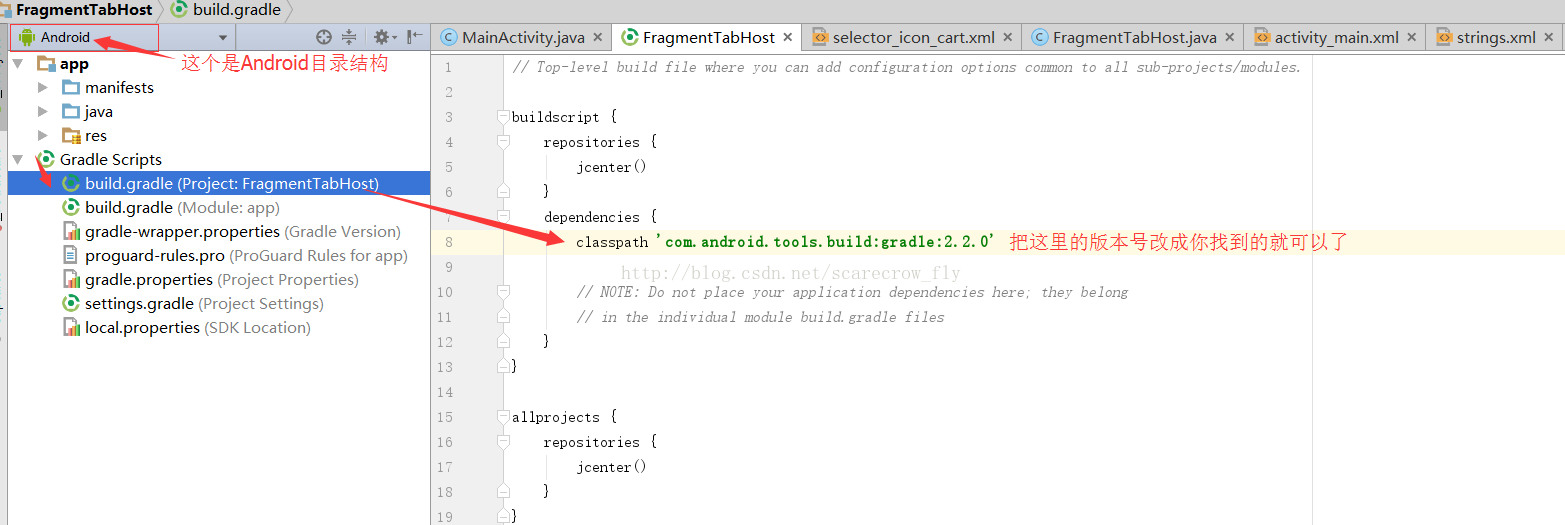 FragmentTabHost build.gradle
Android
MainActivity.java FragmentTabHost selector_icon_cart.xml FragmentTabHost.java activity_main.xml strings.xml
这个是Android目录结构
app
manifests
java
res
Gradle Scripts
build.gradle (Project: FragmentTabHost)
build.gradle (Module: app)
gradle-wrapper.properties (Gradle Version)
proguard-rules.pro (ProGuard Rules for app)
gradle.properties (Project Properties)
settings.gradle (Project Settings)
local.properties (SDK Location)
1 // Top-level build file where you can add configuration options common to all sub-projects/modules.
2
3 buildscript {
4 repositories {
5 jcenter()
6 }
7 dependencies {
8 classpath 'com.android.tools.build:gradle:2.2.0' 把这里的版本号改成你找到的就可以了
9
http://blog.csdn.net/scarecrow_fly
10 // NOTE: Do not place your application dependencies here; they belong
11 // in the individual module build.gradle files
12 }
13 }
14
15 allprojects {
16 repositories {
17 jcenter()
18 }
19 }